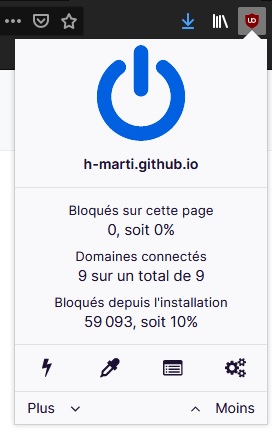 h-marti.github.io
Bloqués sur cette page
0, soit 0%
Domaines connectés
9 sur un total de 9
Bloqués depuis l'installation
59 093, soit 10%
Plus
Moins